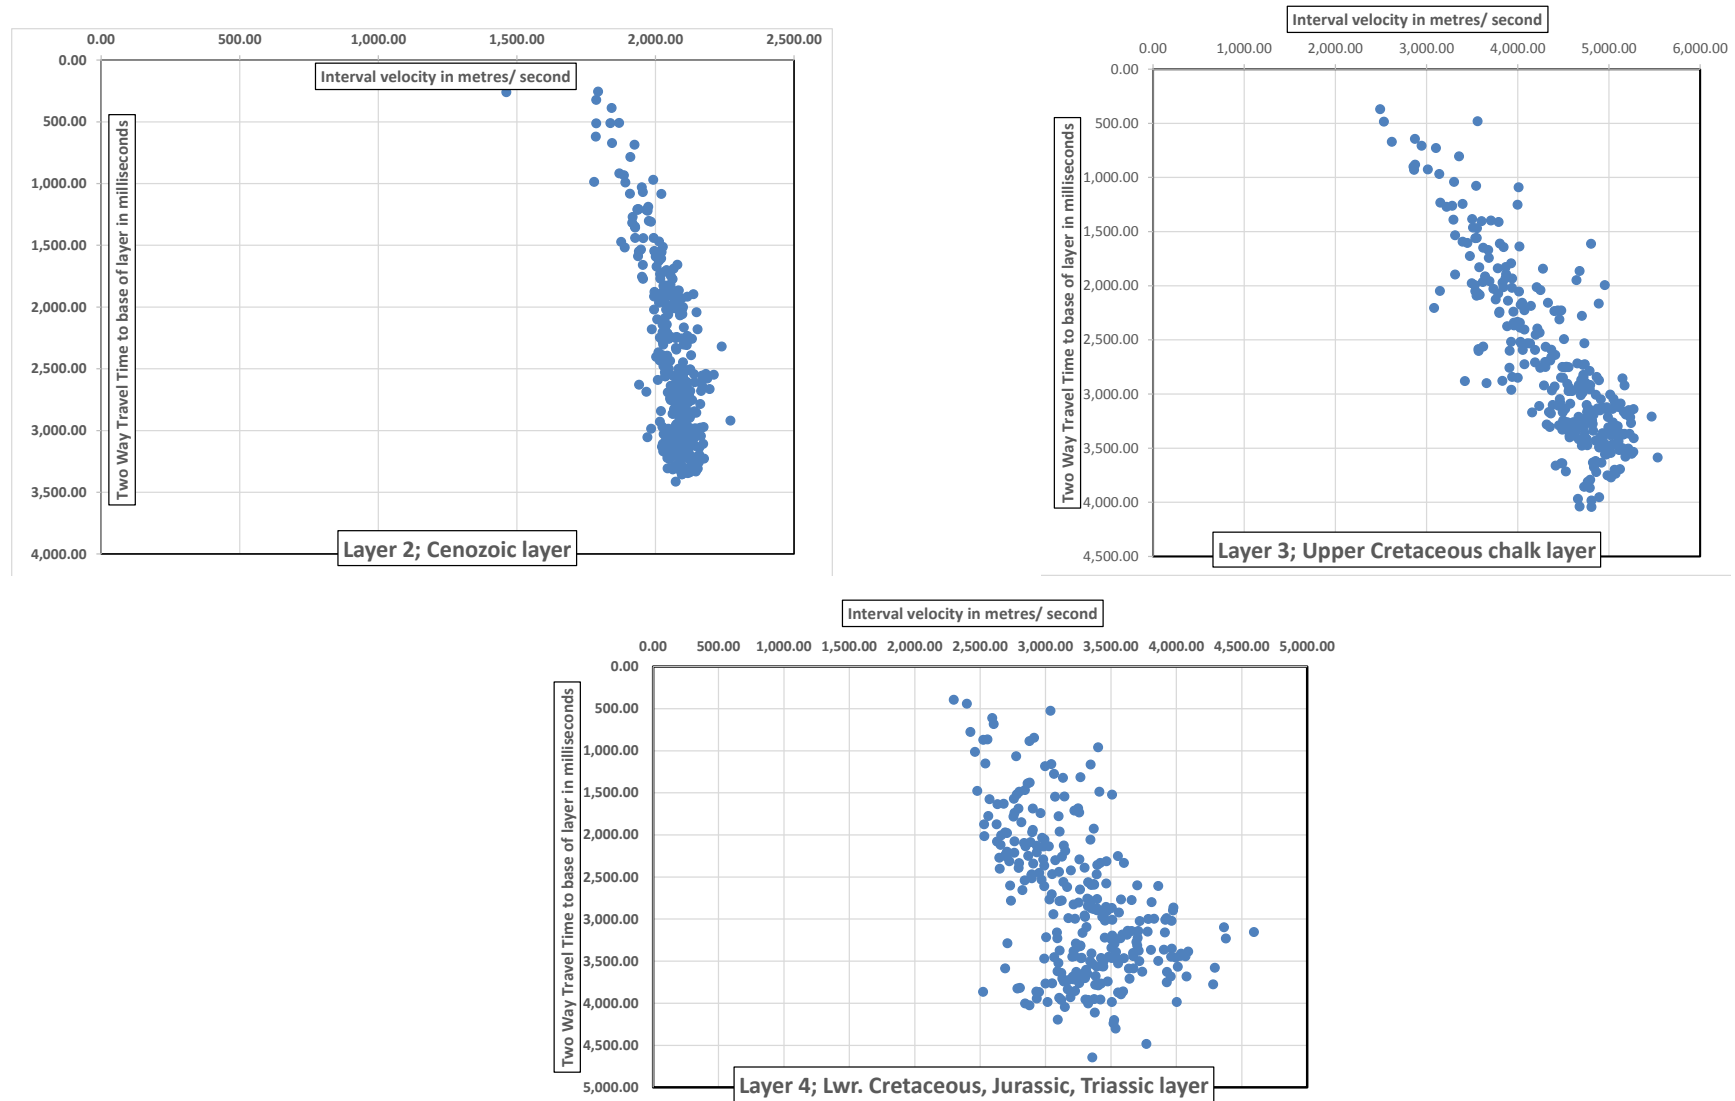 0.00 500.00 1,000.00 1,500.00 2,000.00 2,500.00
0.00
500.00
1,000.00
1,500.00
2,000.00
2,500.00
3,000.00
3,500.00
4,000.00
Interval velocity in metres/ second
Two Way Travel Time to base of layer in milliseconds
Layer 2; Cenozoic layer
Interval velocity in metres/ second
0.00 1,000.00 2,000.00 3,000.00 4,000.00 5,000.00 6,000.00
0.00
500.00
1,000.00
1,500.00
2,000.00
2,500.00
3,000.00
3,500.00
4,000.00
4,500.00
Two Way Travel Time to base of layer in milliseconds
Layer 3; Upper Cretaceous chalk layer
Interval velocity in metres/ second
0.00 500.00 1,000.00 1,500.00 2,000.00 2,500.00 3,000.00 3,500.00 4,000.00 4,500.00 5,000.00
0.00
500.00
1,000.00
1,500.00
2,000.00
2,500.00
3,000.00
3,500.00
4,000.00
4,500.00
5,000.00
Two Way Travel Time to base of layer in milliseconds
Layer 4; Lwr. Cretaceous, Jurassic, Triassic layer